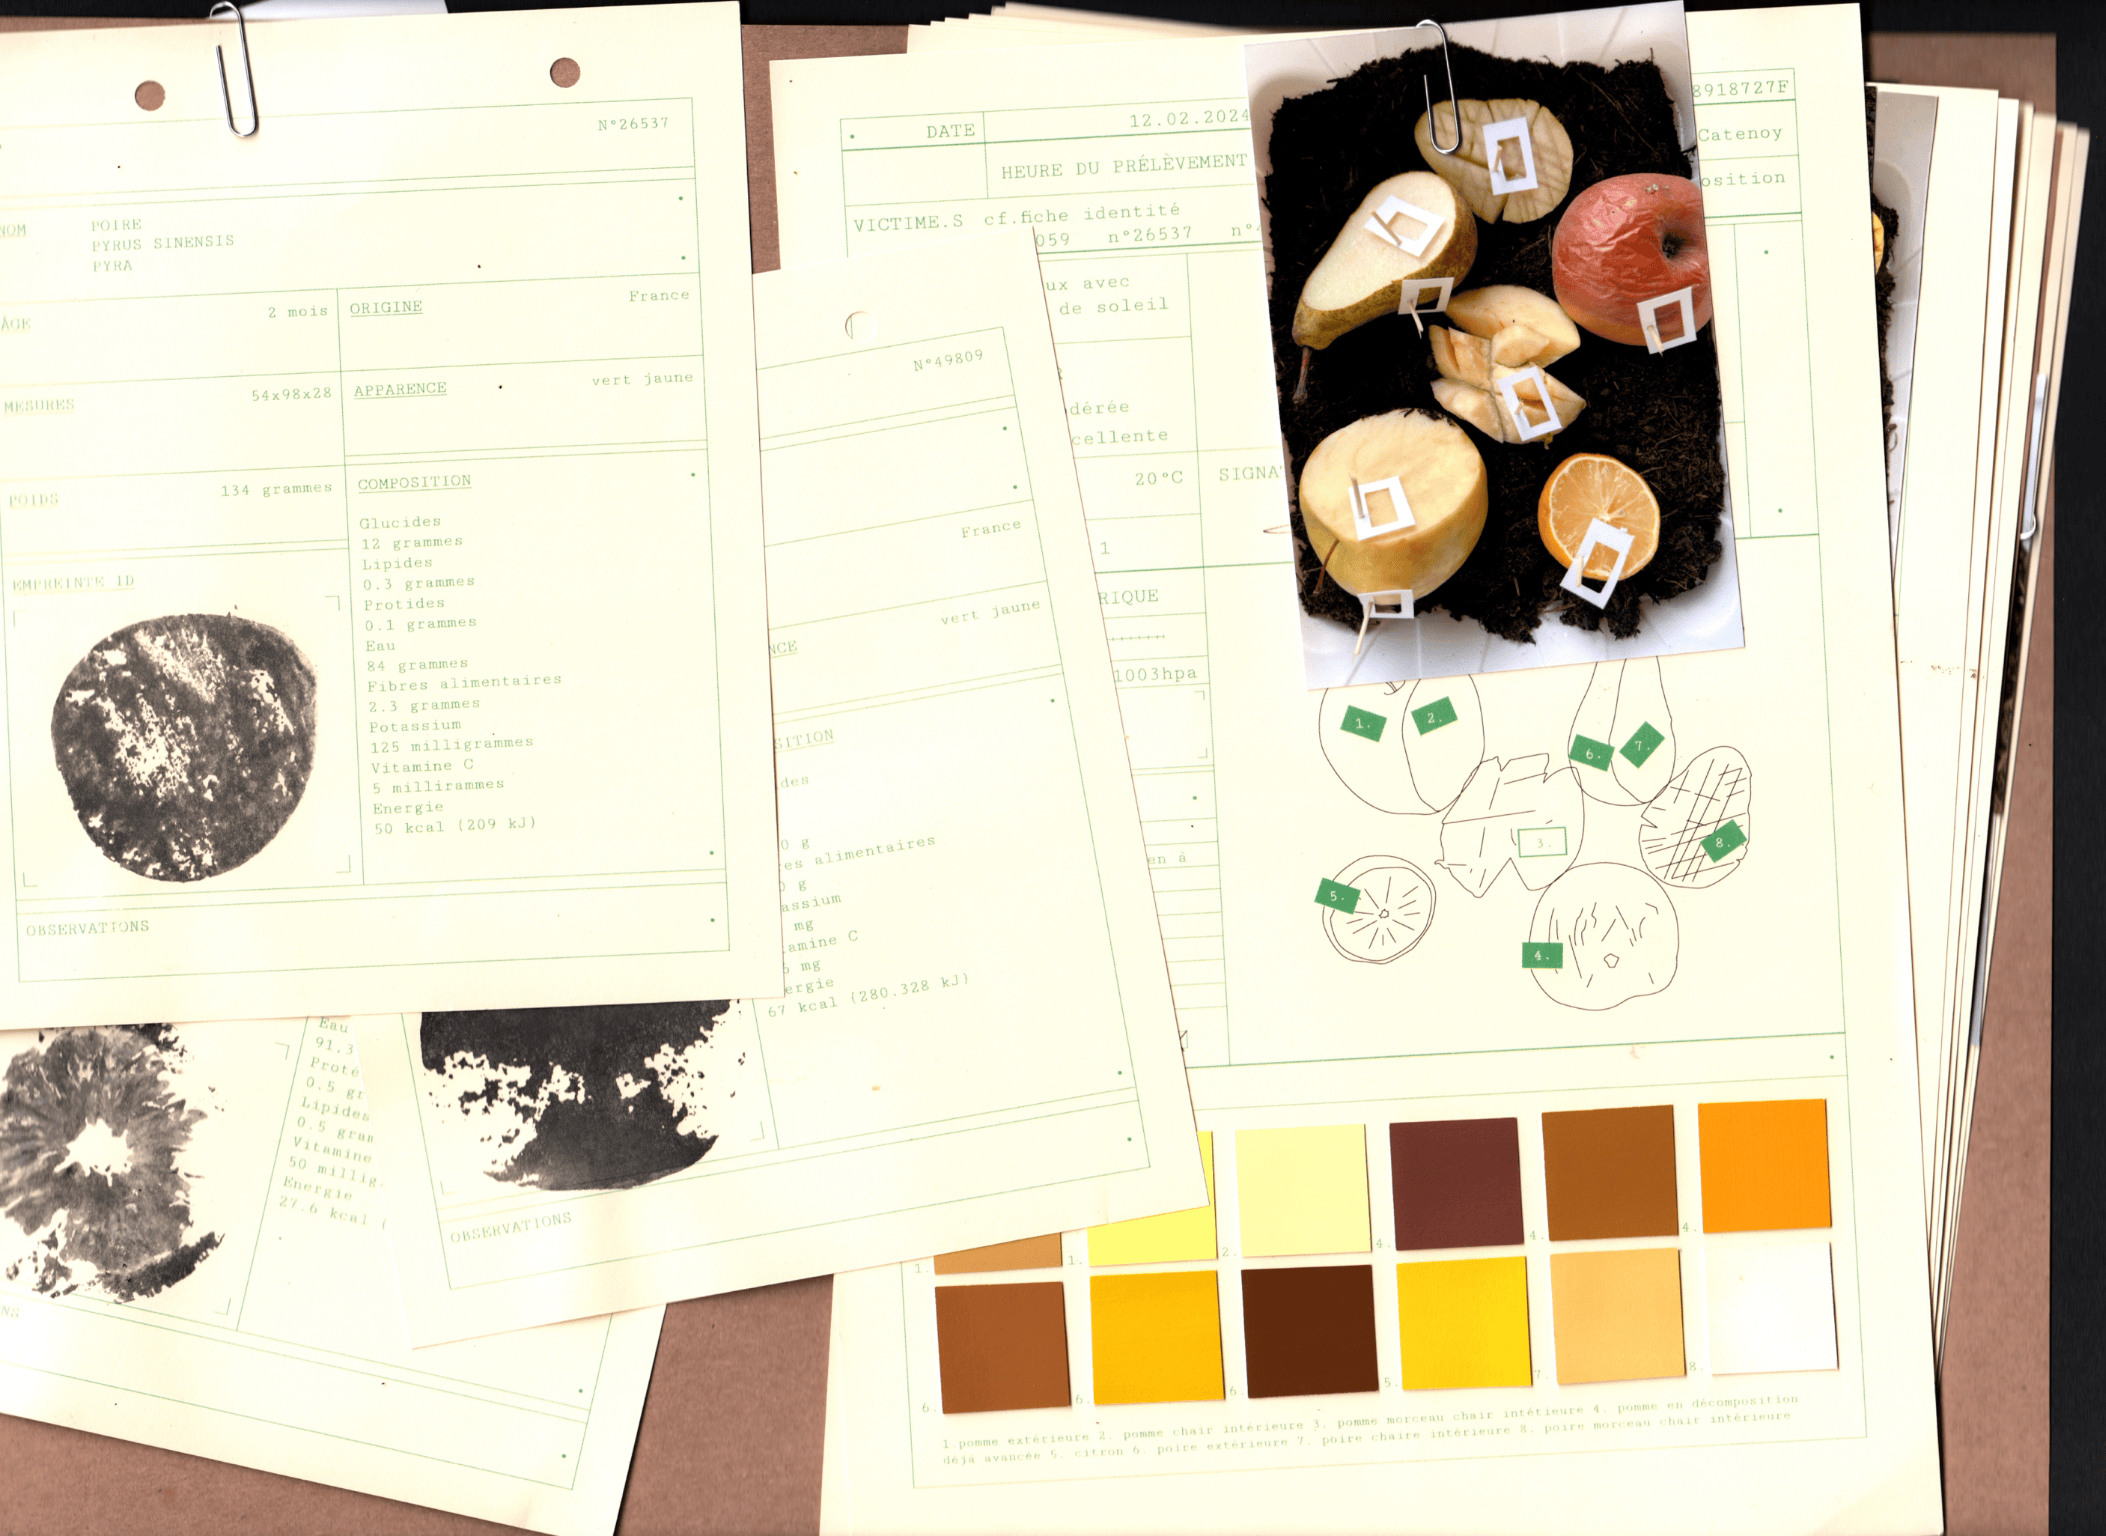 N°26537
NOM
POIRE
PYRUS SINENSIS
PYRA
ÂGE
2 mois
ORIGINE
France
MESURES
54x98x28
APPARENCE
vert jaune
POIDS
134 grammes
COMPOSITION
Glucides
12 grammes
Lipides
0.3 grammes
Protides
0.1 grammes
Eau
84 grammes
Fibres alimentaires
2.3 grammes
Potassium
125 milligrammes
Vitamine C
5 millirammes
Energie
50 kcal (209 kJ)
EMPREINTE ID
OBSERVATIONS
Eau
91.3
Proté
0.5 gr
Lipides
0.5 gram
Vitamine
50 millig
Energie
27.6 kcal (
NS
N°49809
France
NCE
vert jaune
SITION
des
0 g
es alimentaires
g
assium
mg
amine C
mg
ergie
67 kcal (280.328 kJ)
OBSERVATIONS
8918727F
DATE
12.02.2024
Catenoy
HEURE DU PRÉLÈVEMENT
osition
VICTIME.S cf.fiche identité
059 n°26537 n°4
ux avec
de soleil
dérée
cellente
20°C
SIGNA
1
RIQUE
1003hpa
en à
1.
2.
6.
7.
3.
8.
5.
4.
1.
1.
2.
4.
4.
4.
6.
6.
6.
5.
7.
8.
1.pomme extérieure 2. pomme chair intérieure 3. pomme morceau chair intétieure 4. pomme en décomposition
déjà avancée 5. citron 6. poire extérieure 7. poire chaire intérieure 8. poire morceau chair intérieure